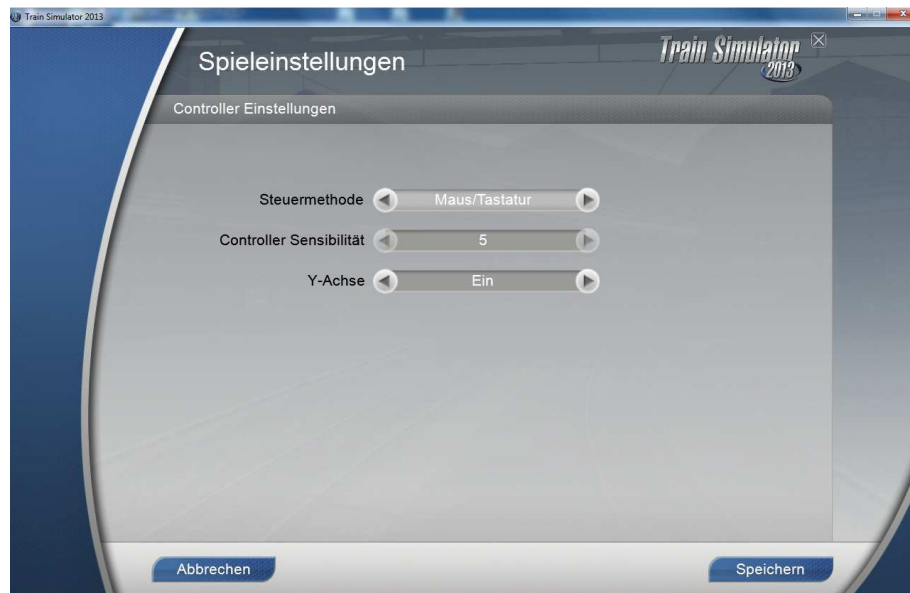 Train Simulator 2013
Spieleinstellungen
Train Simulator
2013
Controller Einstellungen
Steuermethode Maus/Tastatur
Controller Sensibilität 5
Y-Achse Ein
Abbrechen Speichern